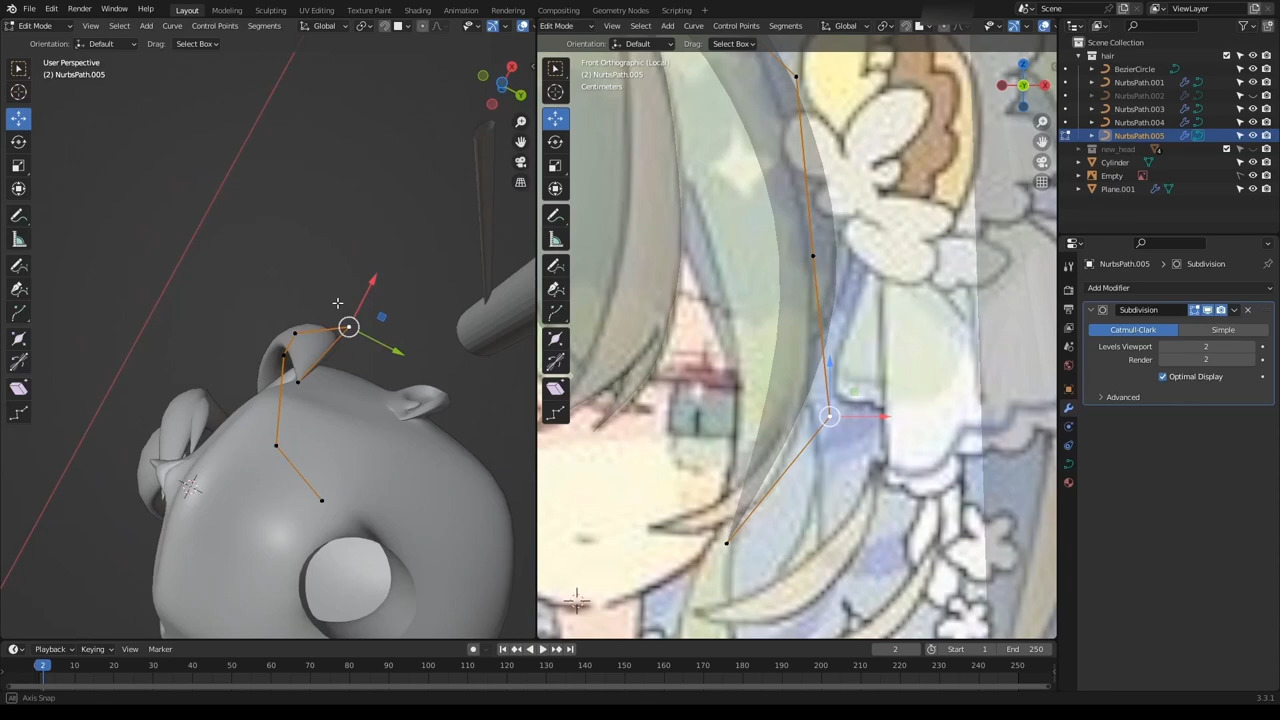 File Edit Render Window Help Layout Modeling Sculpting UV Editing Texture Paint Shading Animation Rendering Compositing Geometry Nodes Scripting + Scene ViewLayer
Edit Mode View Select Add Curve Control Points Segments Global
Edit Mode View Select Add Curve Control Points Segments Global
Orientation: Default Drag: Select Box
Orientation: Default Drag: Select Box
User Perspective
(2) NurbsPath.005
Front Orthographic (Local)
(2) NurbsPath.005
Centimeters
X
Y
Z
X
Y
Scene Collection
hair
BezierCircle
NurbsPath.001
NurbsPath.002
NurbsPath.003
NurbsPath.004
NurbsPath.005
new_head 4
Cylinder
Empty
Plane.001
NurbsPath.005 > Subdivision
Add Modifier
Subdivision
Catmull-Clark Simple
Levels Viewport 2
Render 2
Optimal Display
Advanced
Playback Keying View Marker 2 Start 1 End 250
2 10 20 30 40 50 60 70 80 90 100 110 120 130 140 150 160 170 180 190 200 210 220 230 240 250
Alt Axis Snap 3.3.1